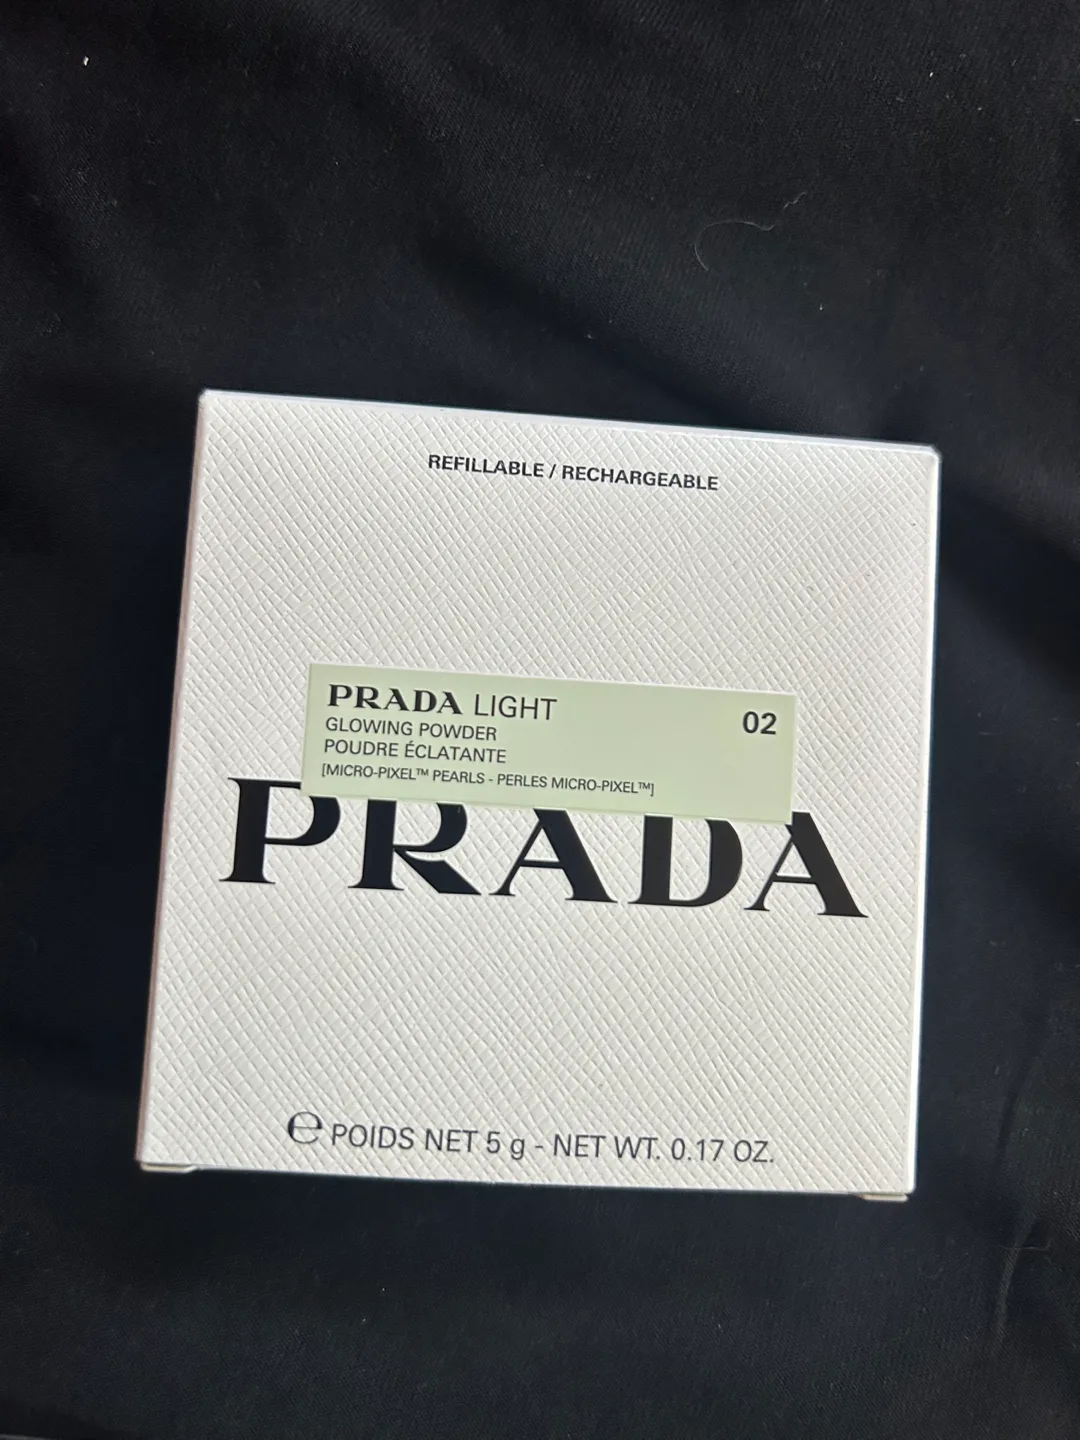 REFILLABLE / RECHARGEABLE
PRADA LIGHT
02
GLOWING POWDER
POUDRE ÉCLATANTE
[MICRO-PIXEL™ PEARLS - PERLES MICRO-PIXEL™]
PRADA
℮ POIDS NET 5 g - NET WT. 0.17 OZ.